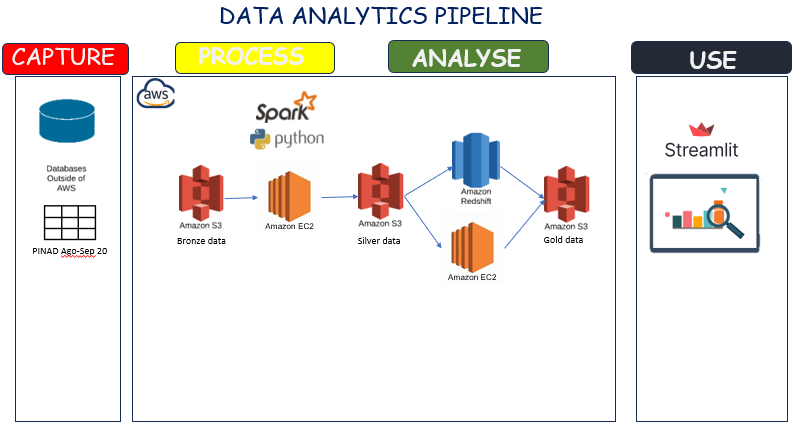 DATA ANALYTICS PIPELINE
CAPTURE
PROCESS
ANALYSE
USE
Databases
Outside of
AWS
PINAD Ago-Sep 20
aws
Spark
python
Amazon S3
Bronze data
Amazon EC2
Amazon S3
Silver data
Amazon
Redshift
Amazon EC2
Amazon S3
Gold data
Streamlit